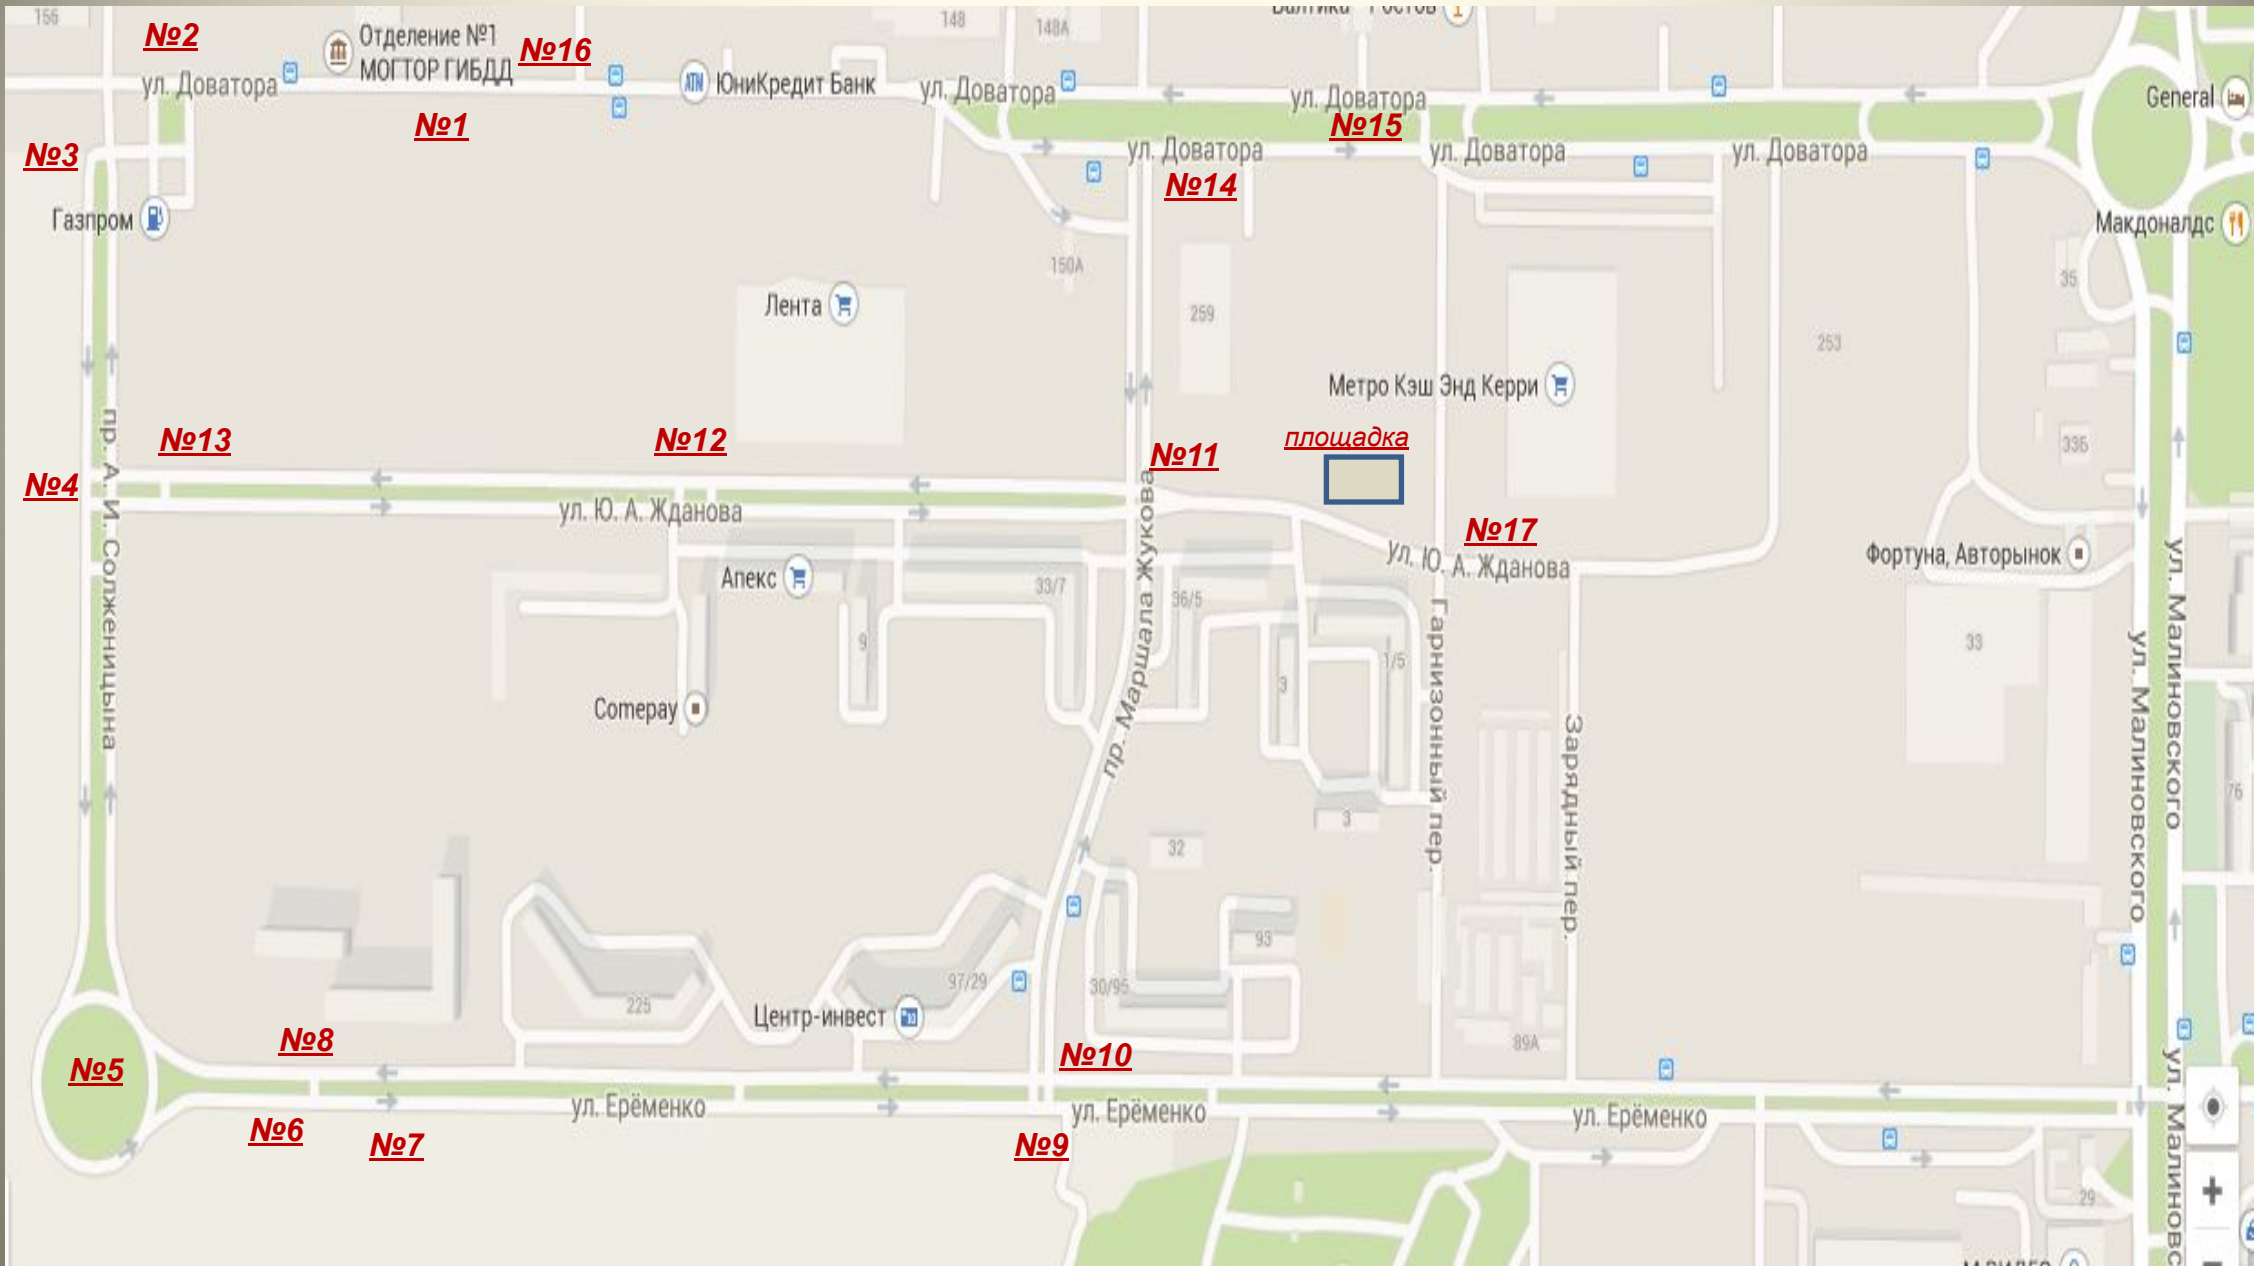 156
№2
Отделение №1
МОГТОР ГИБДД
№16
148
148А
Балтика - Ростов
ул. Доватора
№1
ATM
ЮниКредит Банк
ул. Доватора
ул. Доватора
№15
General
№3
ул. Доватора
ул. Доватора
ул. Доватора
№14
Газпром
Макдоналдс
150А
35
Лента
259
253
Метро Кэш Энд Керри
№13
№12
№11
площадка
33Б
№4
ул. Ю. А. Жданова
№17
ул. Ю. А. Жданова
Фортуна, Авторынок
пр. А. И. Солженицына
Апекс
33/7
36/5
9
3
1/5
33
пр. Маршала Жукова
Гарнизонный пер.
Зарядный пер.
ул. Малиновского
ул. Малиновского
Comepay
76
3
32
93
225
97/29
30/95
Центр-инвест
89А
№8
№10
№5
ул. Ерёменко
ул. Ерёменко
ул. Ерёменко
№6
№7
№9
ул. Малиновс
29